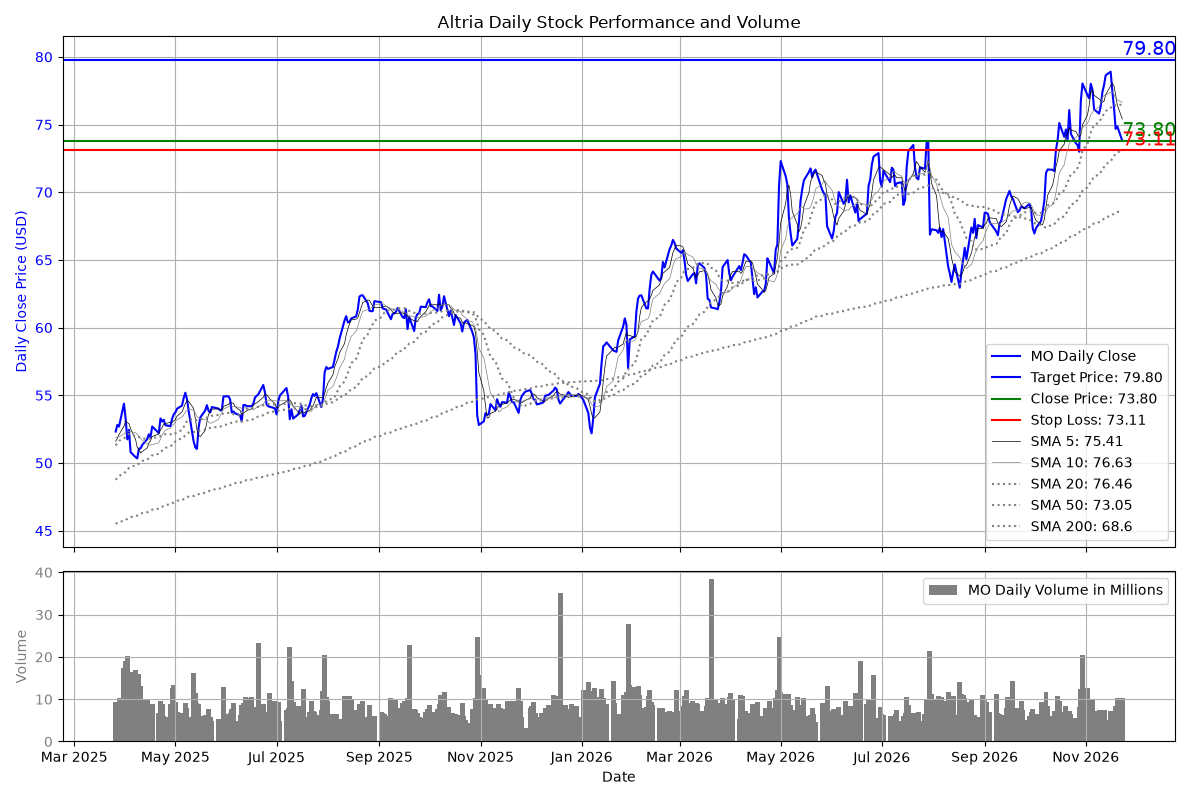 Altria Daily Stock Performance and Volume
Daily Close Price (USD)
80
75
70
65
60
55
50
45
79.80
73.80
73.11
MO Daily Close
Target Price: 79.80
Close Price: 73.80
Stop Loss: 73.11
SMA 5: 75.41
SMA 10: 76.63
SMA 20: 76.46
SMA 50: 73.05
SMA 200: 68.6
Volume
40
30
20
10
0
MO Daily Volume in Millions
Mar 2025
May 2025
Jul 2025
Sep 2025
Nov 2025
Jan 2026
Mar 2026
May 2026
Jul 2026
Sep 2026
Nov 2026
Date